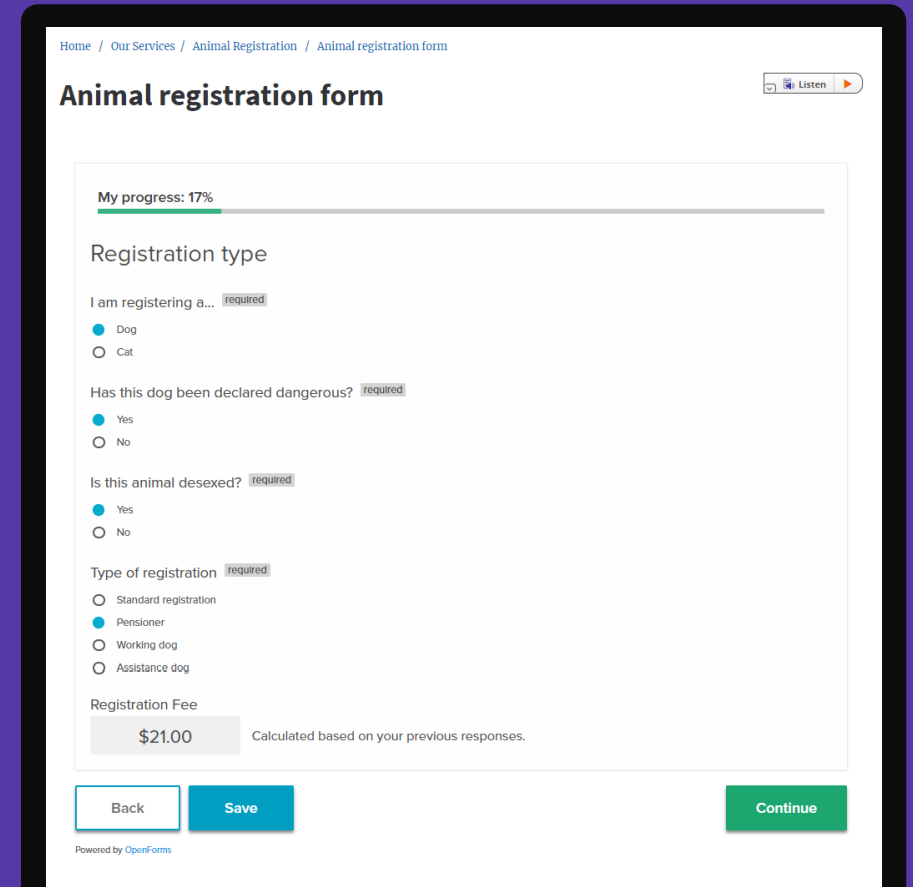 Home / Our Services / Animal Registration / Animal registration form
Animal registration form
Listen
My progress: 17%
Registration type
I am registering a... required
Dog
Cat
Has this dog been declared dangerous? required
Yes
No
Is this animal desexed? required
Yes
No
Type of registration required
Standard registration
Pensioner
Working dog
Assistance dog
Registration Fee
$21.00 Calculated based on your previous responses.
Back Save Continue
Powered by OpenForms